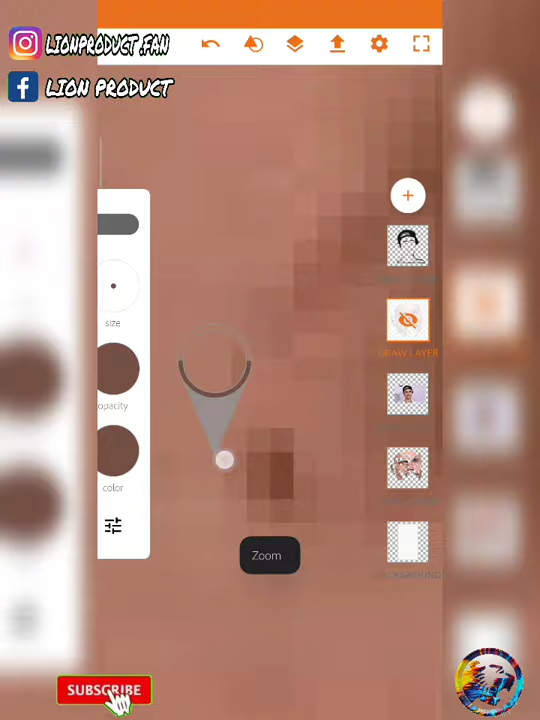 LIONPRODUCT.FAN
LION PRODUCT
size
DRAW LAYER
opacity
color
Zoom
SUBSCRIBE